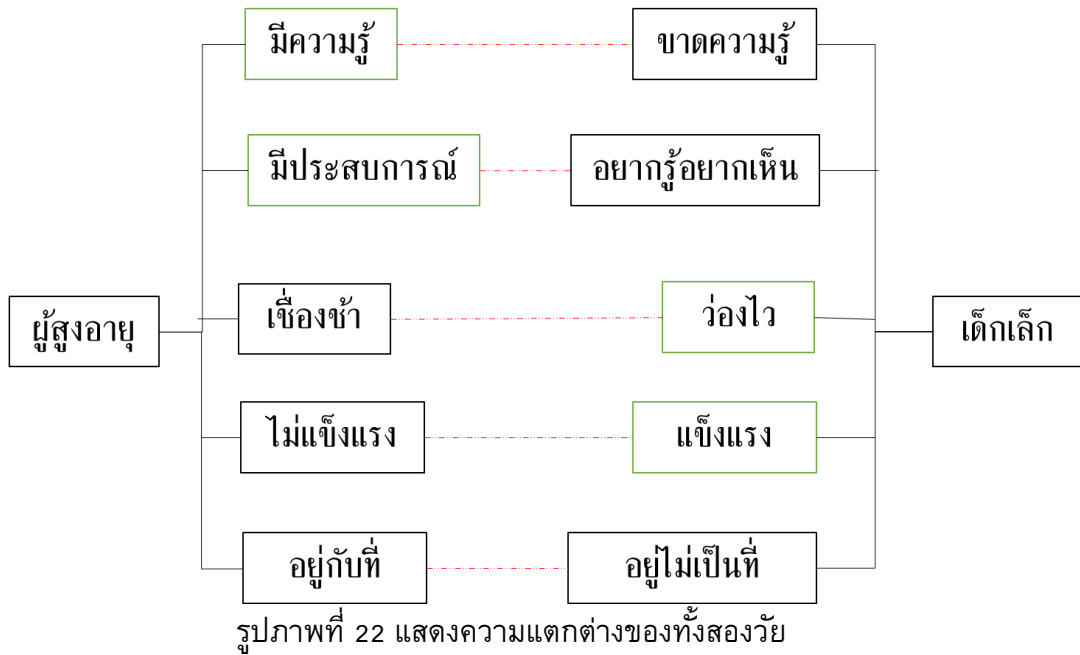 มีความรู้
ขาดความรู้
มีประสบการณ์
อยากรู้อยากเห็น
ผู้สูงอายุ
เชื่องช้า
ว่องไว
เด็กเล็ก
ไม่แข็งแรง
แข็งแรง
อยู่กับที่
อยู่ไม่เป็นที่
รูปภาพที่ 22 แสดงความแตกต่างของทั้งสองวัย